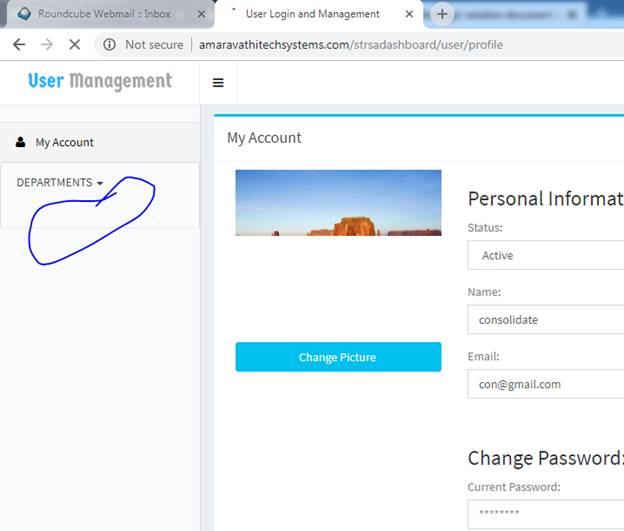 Roundcube Webmail :: Inbox
User Login and Management
Not secure | amaravathitechsystems.com/strsadashboard/user/profile
User Management
My Account
DEPARTMENTS
My Account
Personal Informat
Status:
Active
Name:
consolidate
Change Picture
Email:
con@gmail.com
Change Password:
Current Password:
********